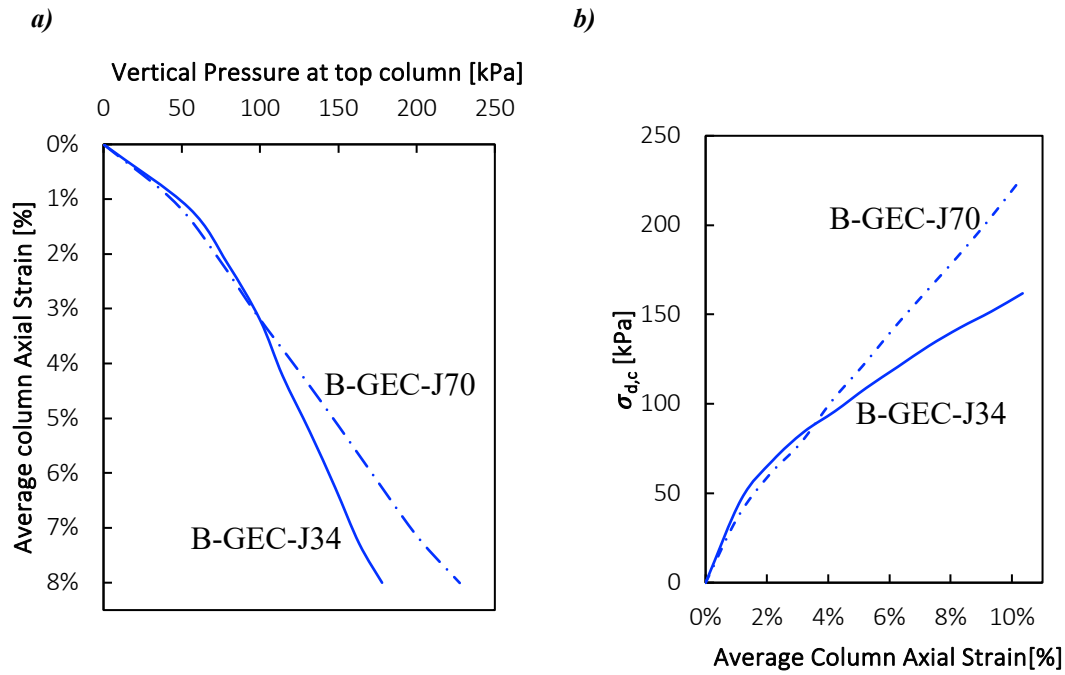 a)
Vertical Pressure at top column [kPa]
0 50 100 150 200 250
0%
1%
2%
3%
4%
5%
6%
7%
8%
Average column Axial Strain [%]
B-GEC-J70
B-GEC-J34
b)
250
200
150
100
50
0
σd,c [kPa]
B-GEC-J70
B-GEC-J34
0% 2% 4% 6% 8% 10%
Average Column Axial Strain[%]